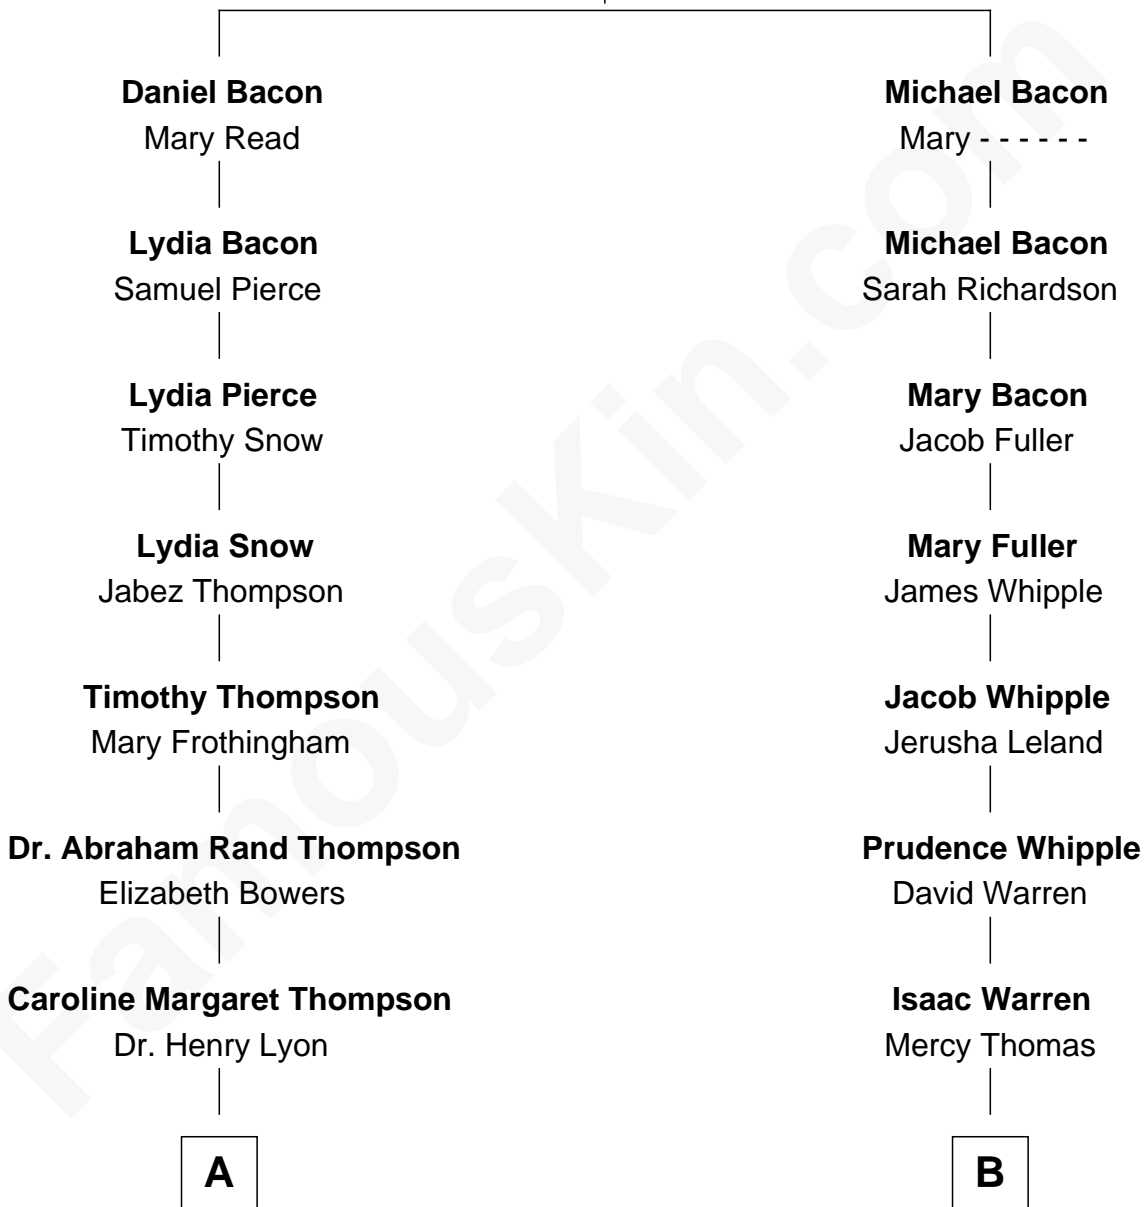 Daniel Bacon
Mary Read
Michael Bacon
Mary - - - - - -
Lydia Bacon
Samuel Pierce
Michael Bacon
Sarah Richardson
Lydia Pierce
Timothy Snow
Mary Bacon
Jacob Fuller
Lydia Snow
Jabez Thompson
Mary Fuller
James Whipple
Timothy Thompson
Mary Frothingham
Jacob Whipple
Jerusha Leland
Dr. Abraham Rand Thompson
Elizabeth Bowers
Prudence Whipple
David Warren
Caroline Margaret Thompson
Dr. Henry Lyon
Isaac Warren
Mercy Thomas
A
B
FamousKin.com